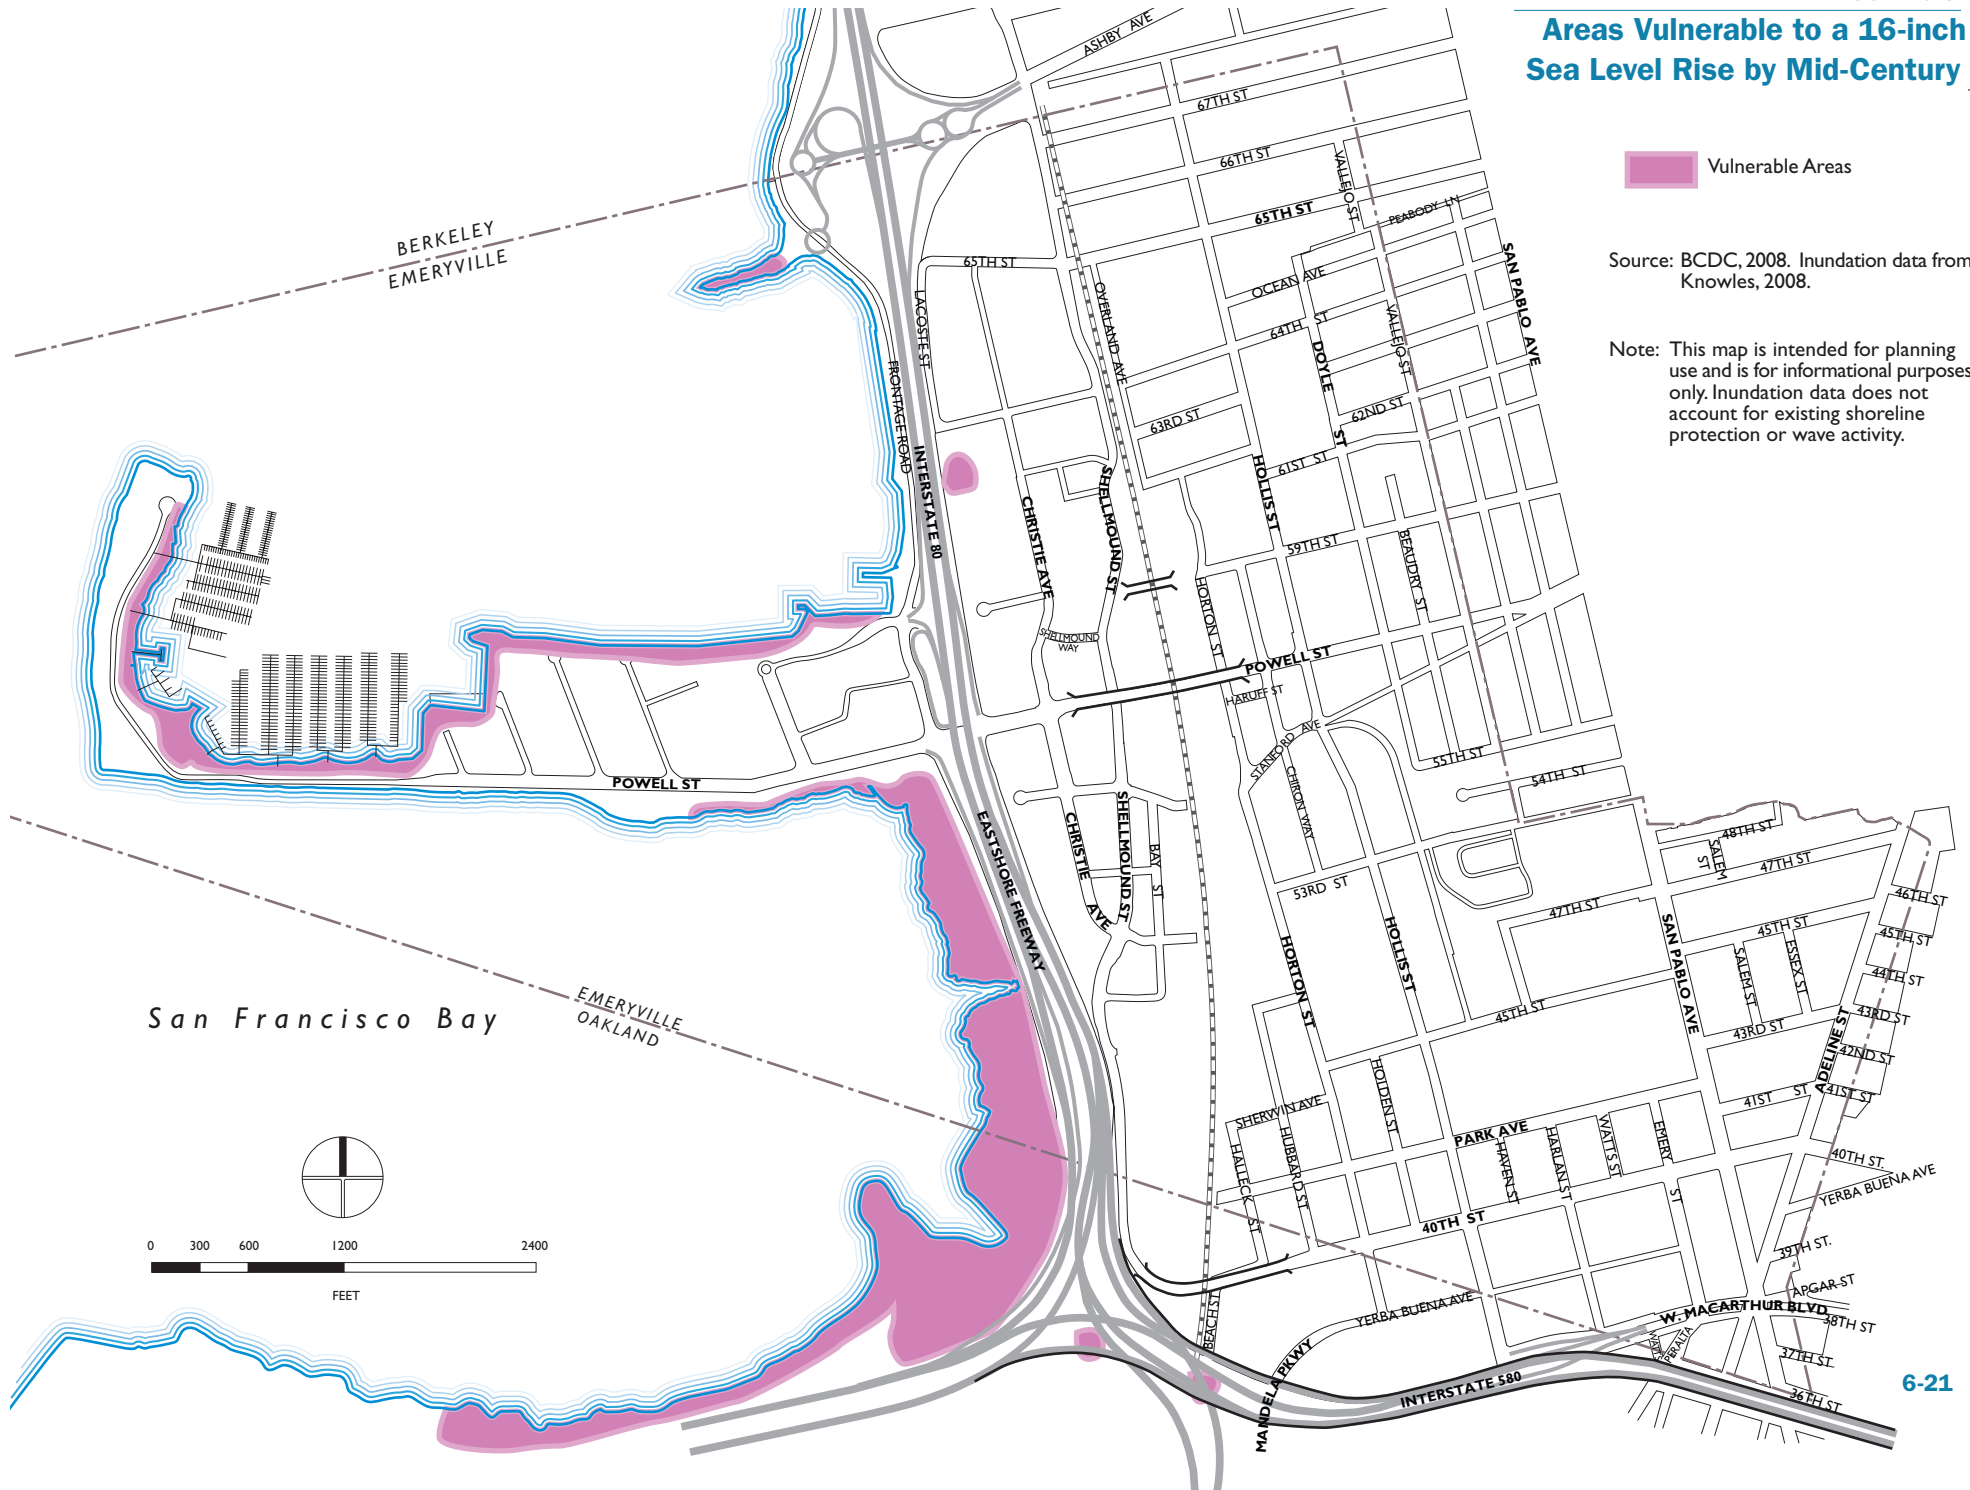 Areas Vulnerable to a 16-inch
Sea Level Rise by Mid-Century
Vulnerable Areas
Source: BCDC, 2008. Inundation data from
Knowles, 2008.
Note: This map is intended for planning
use and is for informational purposes
only. Inundation data does not
account for existing shoreline
protection or wave activity.
ASHBY AVE
67TH ST
66TH ST
VALLEJO ST
65TH ST
PEABODY LN
BERKELEY
EMERYVILLE
65TH ST
OCEAN AVE
SAN PABLO AVE
LACOSTE ST
OVERLAND AVE
64TH ST
VALLEJO ST
DOYLE ST
FRONTAGE ROAD
63RD ST
62ND ST
61ST ST
INTERSTATE 80
CHRISTIE AVE
SHELLMOUND ST
HOLLIS ST
59TH ST
BEAUDRY ST
HORTON ST
SHELLMOUND
WAY
POWELL ST
HARUFF ST
STANFORD AVE
CHIRON WAY
55TH ST
54TH ST
POWELL ST
EASTSHORE FREEWAY
CHRISTIE AVE
SHELLMOUND ST
BAY ST
48TH ST
SALEM ST
47TH ST
53RD ST
47TH ST
46TH ST
45TH ST
45TH ST
HORTON ST
HOLLIS ST
SAN PABLO AVE
SALEM ST
ESSEX ST
44TH ST
San Francisco Bay
EMERYVILLE
OAKLAND
45TH ST
43RD ST
43RD ST
ADELINE ST
42ND ST
41ST ST
41ST ST
HOLDEN ST
SHERWIN AVE
HALLECK ST
HUBBARD ST
PARK AVE
HAVEN ST
HARLAN ST
WATTS ST
EMERY ST
40TH ST.
YERBA BUENA AVE
40TH ST
39TH ST.
APGAR ST
BEACH ST
YERBA BUENA AVE
W. MACARTHUR BLVD
38TH ST
WATTS
PERALTA
37TH ST
MANDELA PKWY
INTERSTATE 580
36TH ST
0 300 600 1200 2400
FEET
6-21